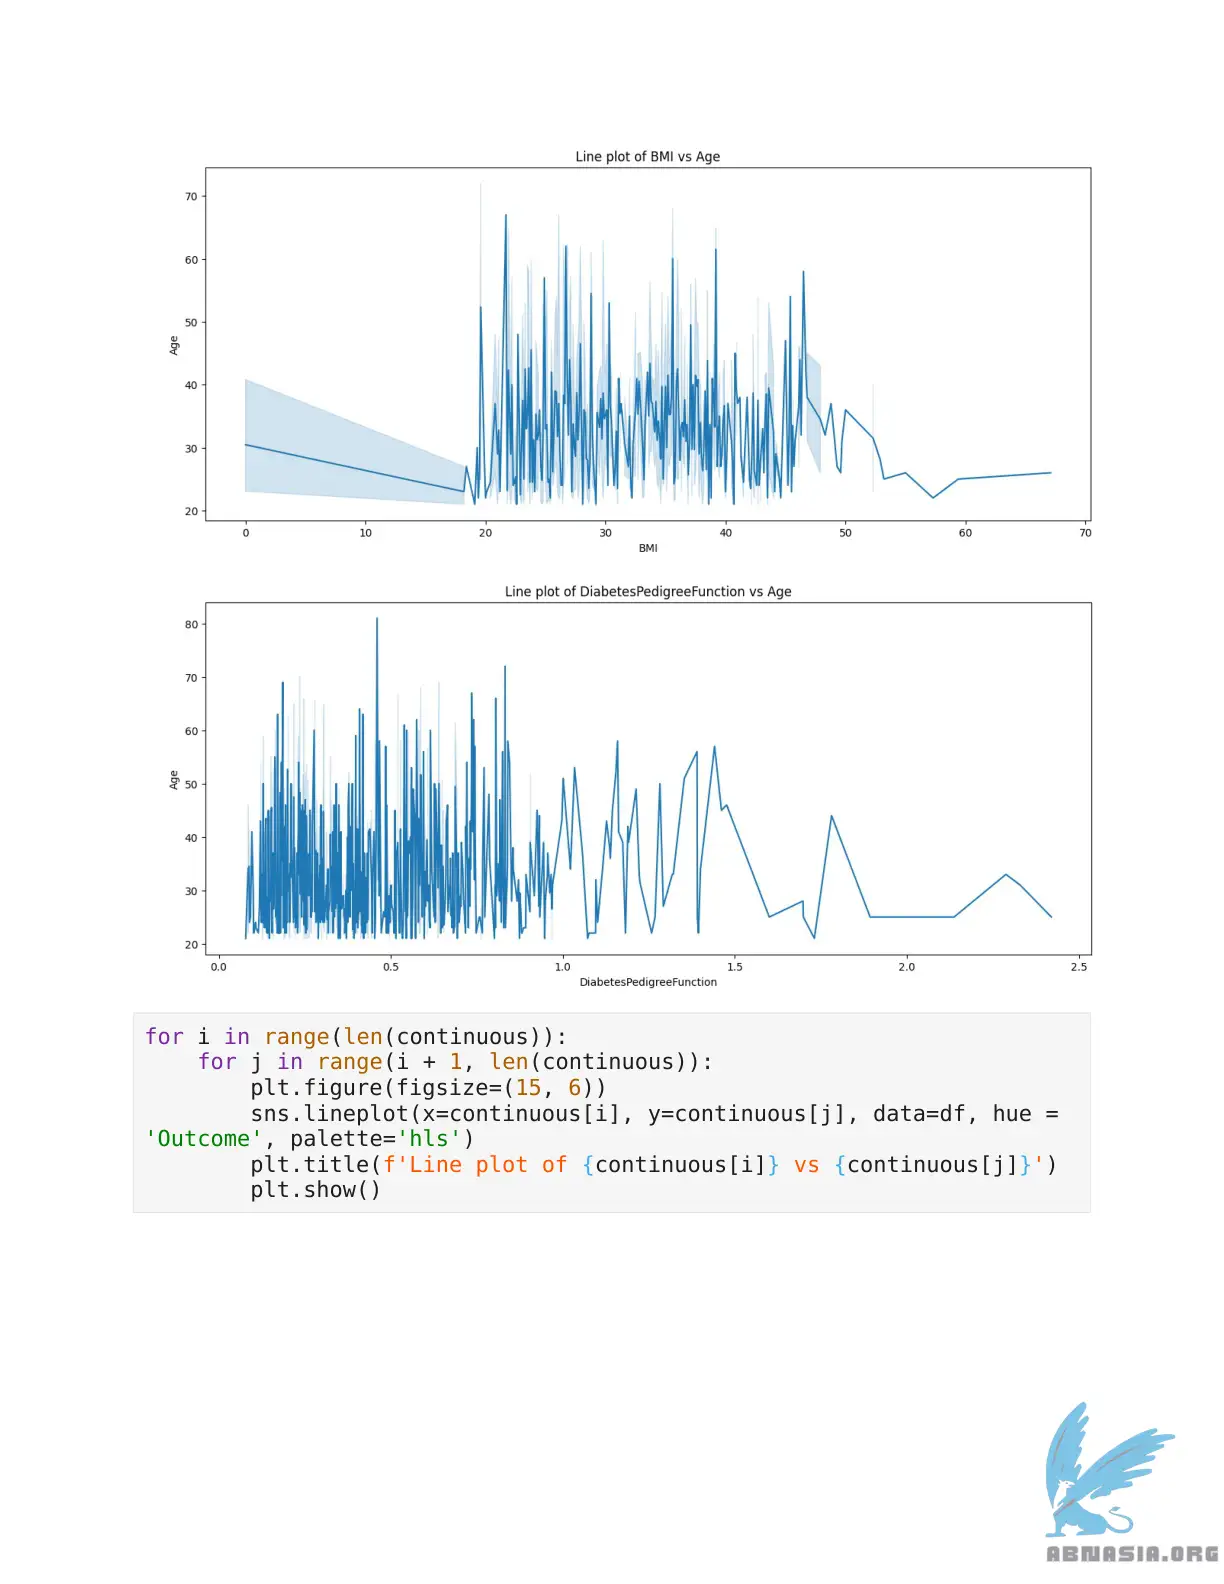 Line plot of BMI vs Age
70
60
50
40
30
20
Age
0 10 20 30 40 50 60 70
BMI
Line plot of DiabetesPedigreeFunction vs Age
80
70
60
50
40
30
20
Age
0.0 0.5 1.0 1.5 2.0 2.5
DiabetesPedigreeFunction
for i in range(len(continuous)):
    for j in range(i + 1, len(continuous)):
        plt.figure(figsize=(15, 6))
        sns.lineplot(x=continuous[i], y=continuous[j], data=df, hue =
'Outcome', palette='hls')
        plt.title(f'Line plot of {continuous[i]} vs {continuous[j]}')
        plt.show()
ABNASIA.ORG